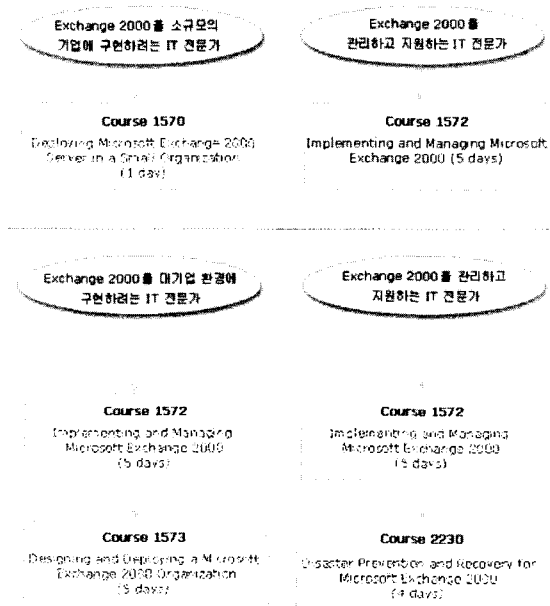 Exchange 2000를 소규모의
기업에 구현하려는 IT 전문가
Course 1570
Deploying Microsoft Exchange 2000
Server in a Small Organization
(1 day)
Exchange 2000를
관리하고 지원하는 IT 전문가
Course 1572
Implementing and Managing Microsoft
Exchange 2000 (5 days)
Exchange 2000를 대기업 환경에
구현하려는 IT 전문가
Course 1572
Implementing and Managing
Microsoft Exchange 2000
(5 days)
Course 1573
Designing and Deploying a Microsoft
Exchange 2000 Organization
(5 days)
Exchange 2000를 관리하고
지원하는 IT 전문가
Course 1572
Implementing and Managing
Microsoft Exchange 2000
(5 days)
Course 2230
Disaster Prevention and Recovery for
Microsoft Exchange 2000
(4 days)